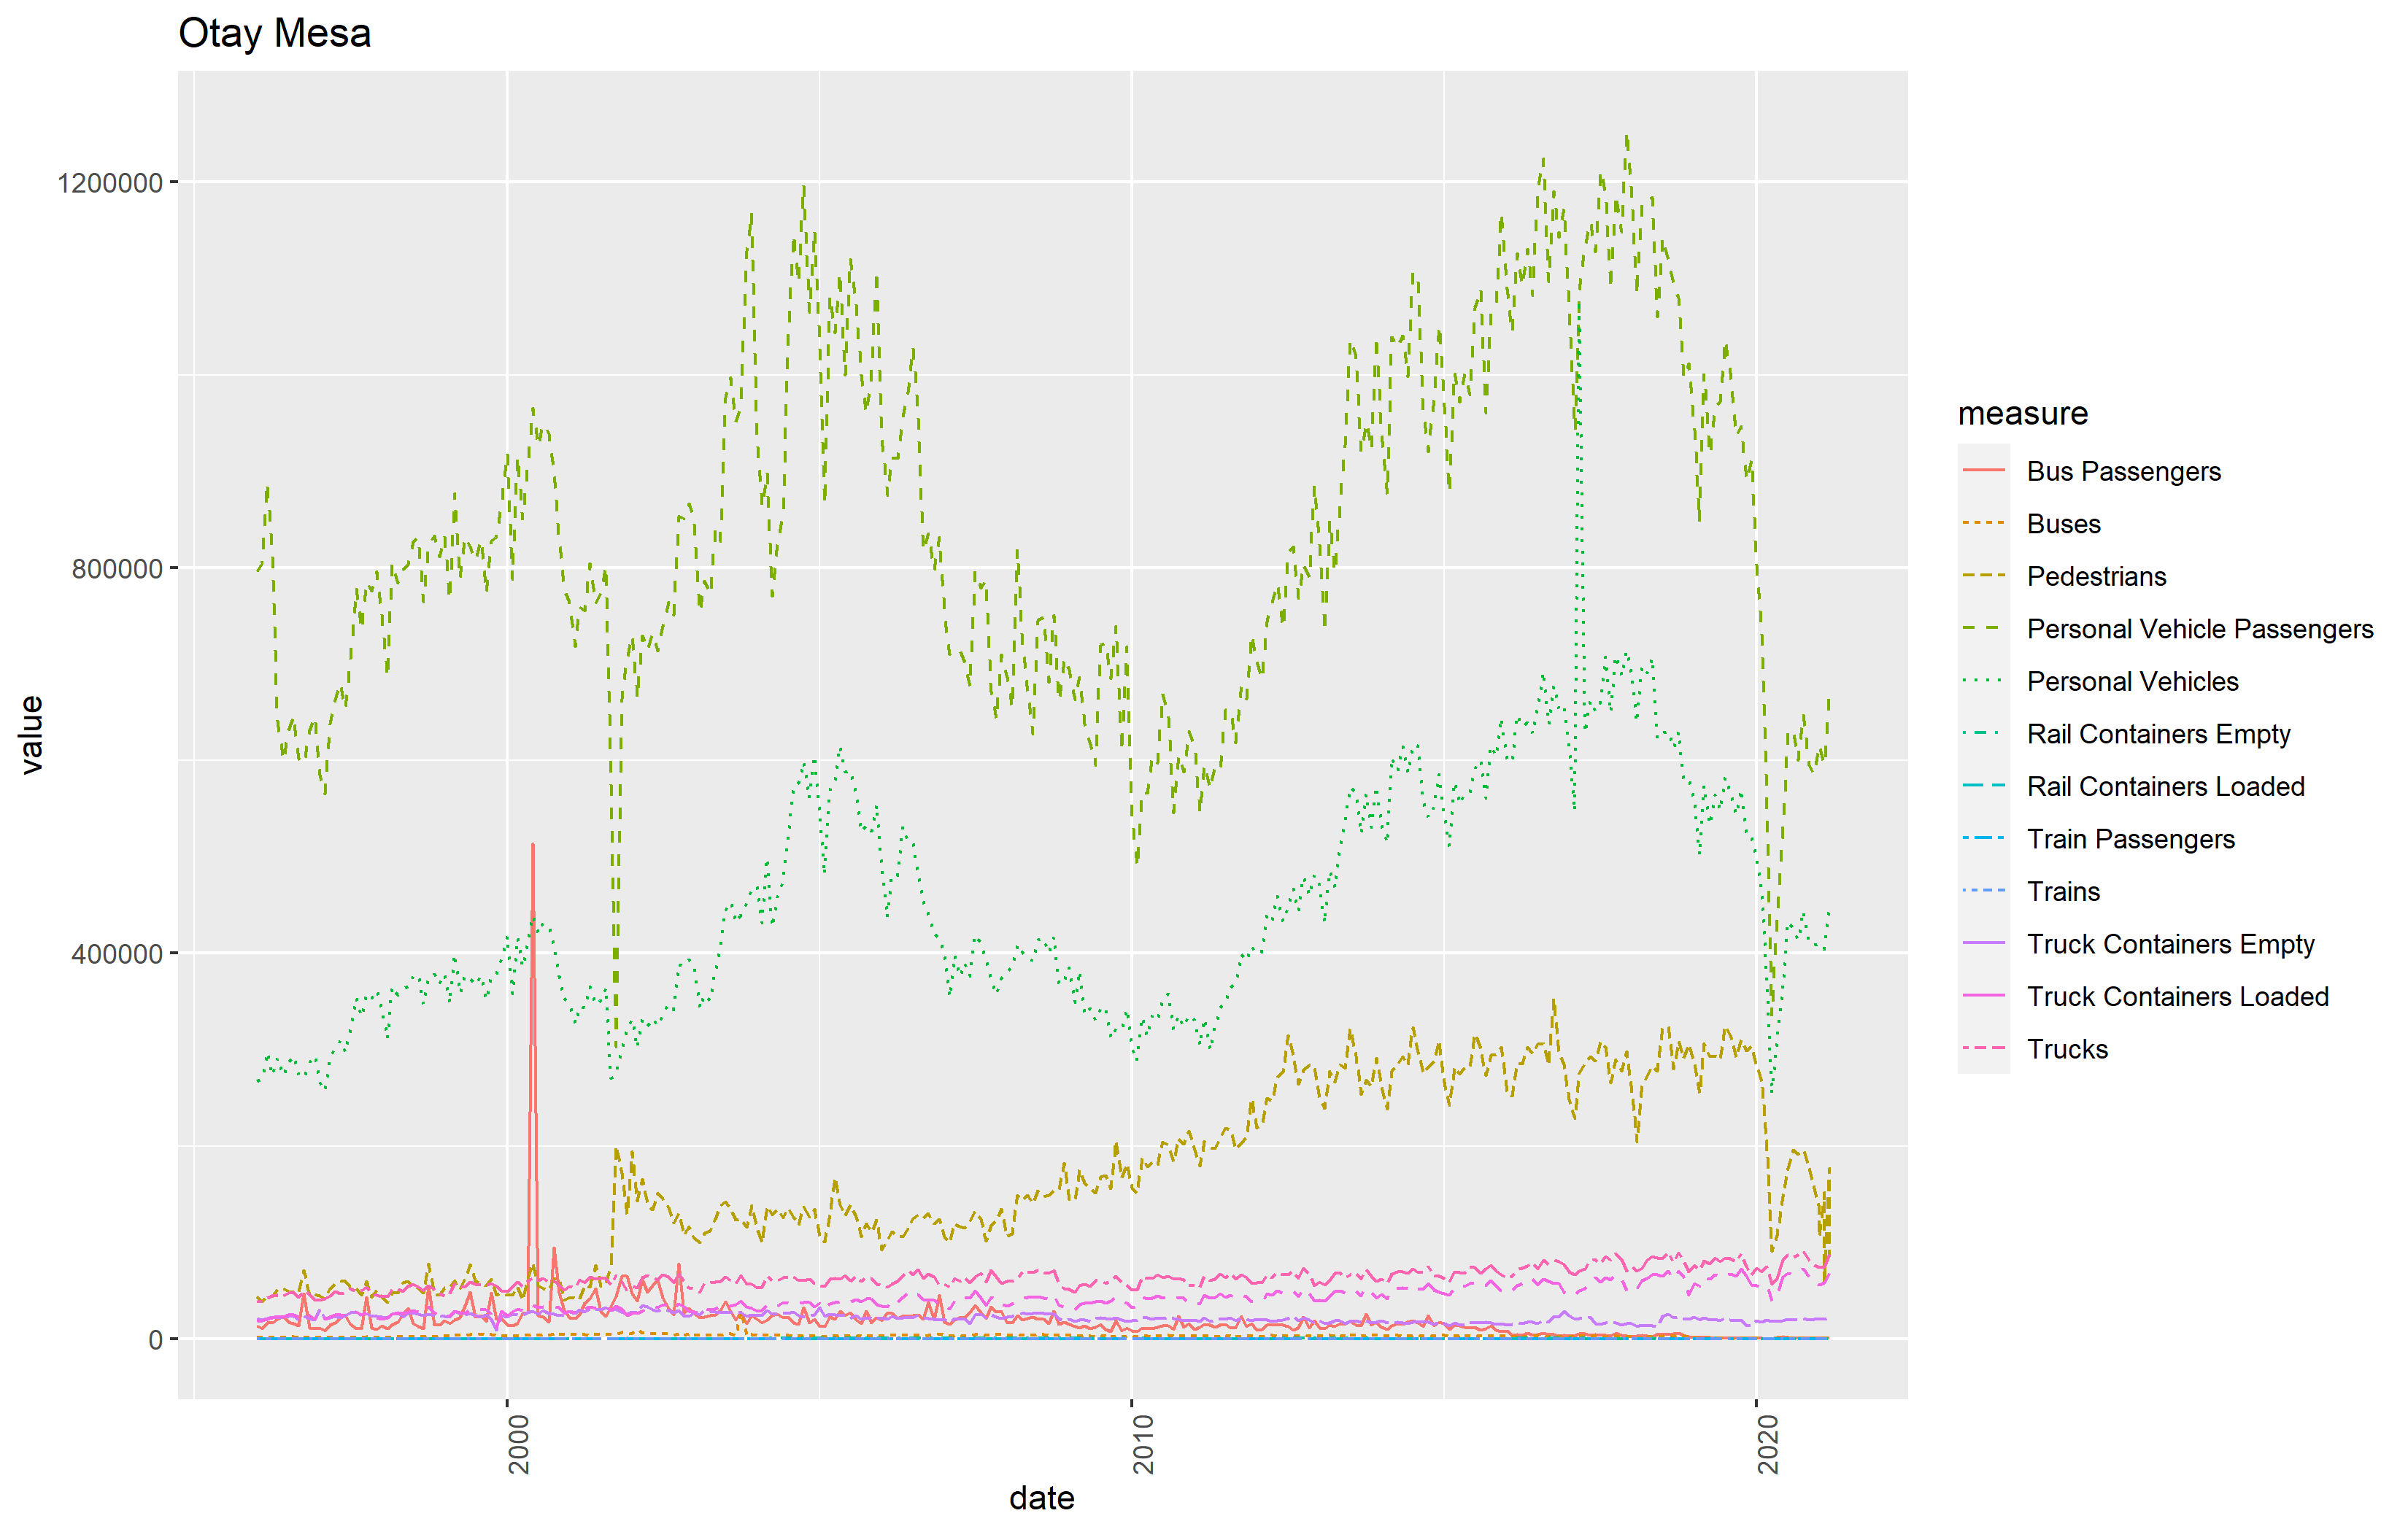 Otay Mesa
1200000
800000
400000
0
value
2000
2010
2020
date
measure
Bus Passengers
Buses
Pedestrians
Personal Vehicle Passengers
Personal Vehicles
Rail Containers Empty
Rail Containers Loaded
Train Passengers
Trains
Truck Containers Empty
Truck Containers Loaded
Trucks